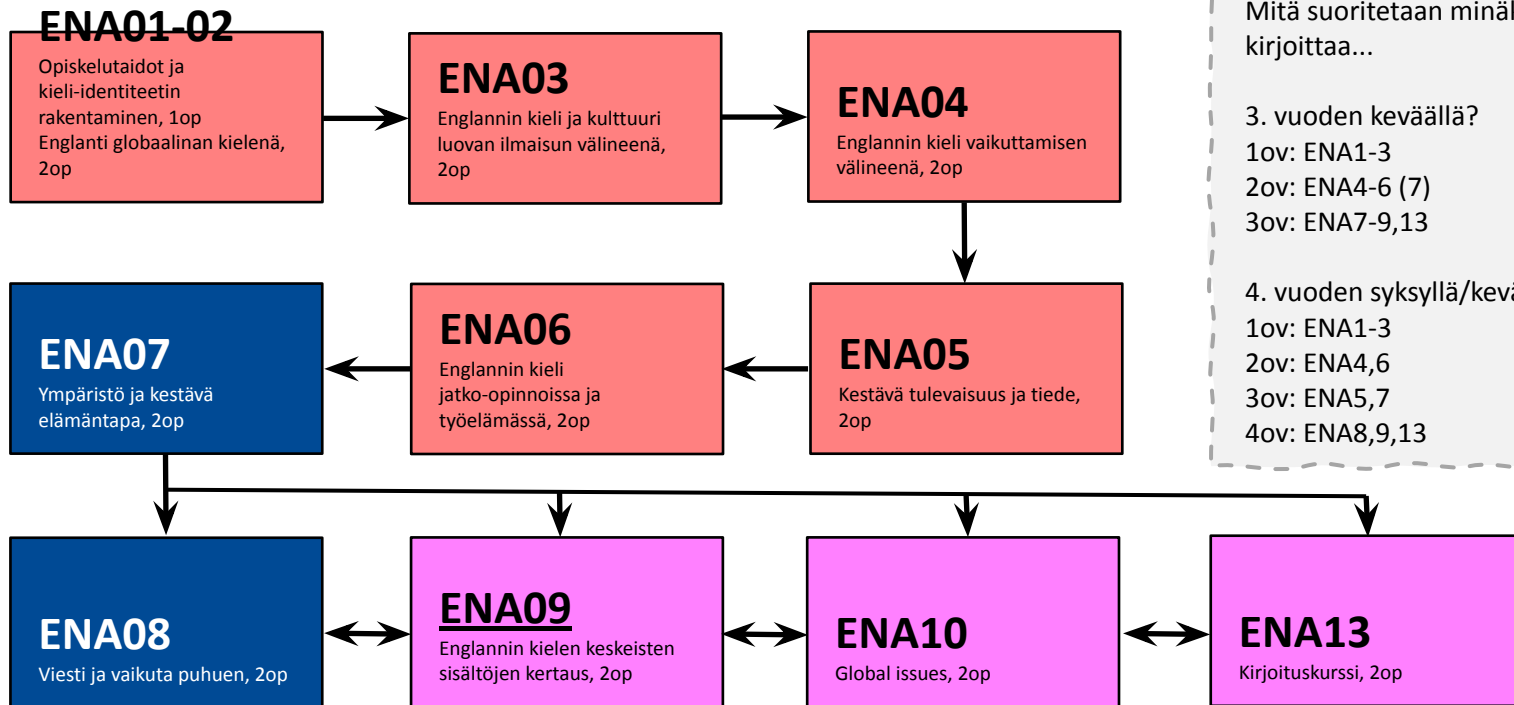 ENA01-02
Opiskelutaidot ja
kieli-identiteetin
rakentaminen, 1op
Englanti globaalinan kielenä,
2op
ENA03
Englannin kieli ja kulttuuri
luovan ilmaisun välineenä,
2op
ENA04
Englannin kieli vaikuttamisen
välineenä, 2op
Mitä suoritetaan
kirjoittaa...
3. vuoden keväällä?
1ov: ENA1-3
2ov: ENA4-6 (7)
3ov: ENA7-9,13
4. vuoden
1ov: ENA1-3
2ov: ENA4,6
3ov: ENA5,7
4ov: ENA8,9,13
ENA07
Ympäristö ja kestävä
elämäntapa, 2op
ENA06
Englannin kieli
jatko-opinnoissa ja
työelämässä, 2op
ENA05
Kestävä tulevaisuus ja tiede,
2op
ENA08
Viesti ja vaikuta puhuen, 2op
ENA09
Englannin kielen keskeisten
sisältöjen kertaus, 2op
ENA10
Global issues, 2op
ENA13
Kirjoituskurssi, 2op